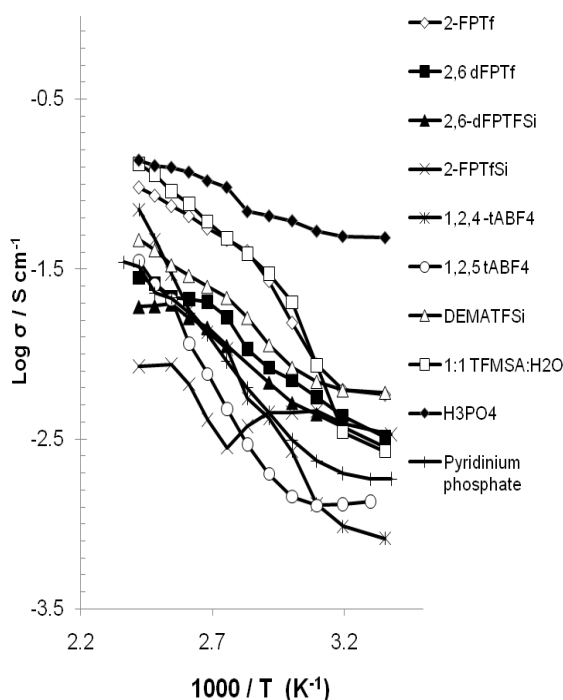 2-FPTf
2,6 dFPTf
2,6-dFPTFSi
2-FPTfSi
1,2,4-tABF4
1,2,5 tABF4
DEMATFSi
1:1 TFMSA:H2O
H3PO4
Pyridinium
phosphate
Log σ / S cm⁻¹
-0.5
-1.5
-2.5
-3.5
2.2
2.7
3.2
1000 / T (K⁻¹)